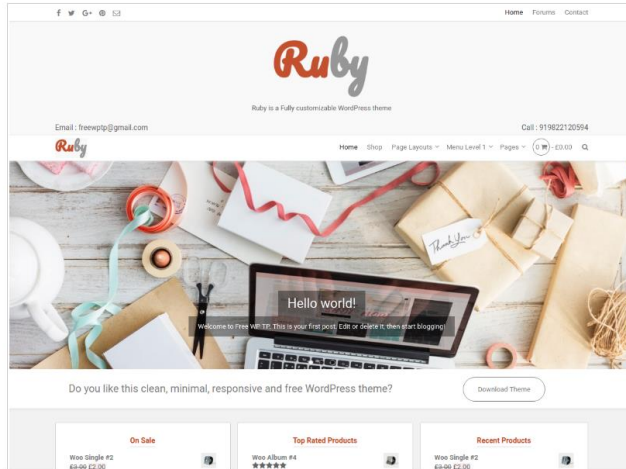 Home Forums Contact
Ruby
Ruby is a Fully customizable WordPress theme
Email : freewptp@gmail.com Call : 919822120594
Ruby Home Shop Page Layouts Menu Level 1 Pages 0 - £0.00
Thank You
Hello world!
Welcome to Free WP TP. This is your first post. Edit or delete it, then start blogging!
Do you like this clean, minimal, responsive and free WordPress theme? Download Theme
On Sale Top Rated Products Recent Products
Woo Single #2 Woo Album #4 Woo Single #2
£3.00 £2.00 £3.00 £2.00